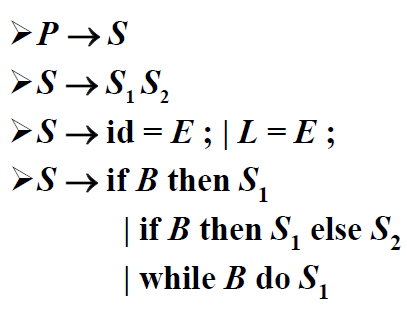 ➢P → S
➢S → S₁ S₂
➢S → id = E ; | L = E ;
➢S → if B then S₁
| if B then S₁ else S₂
| while B do S₁